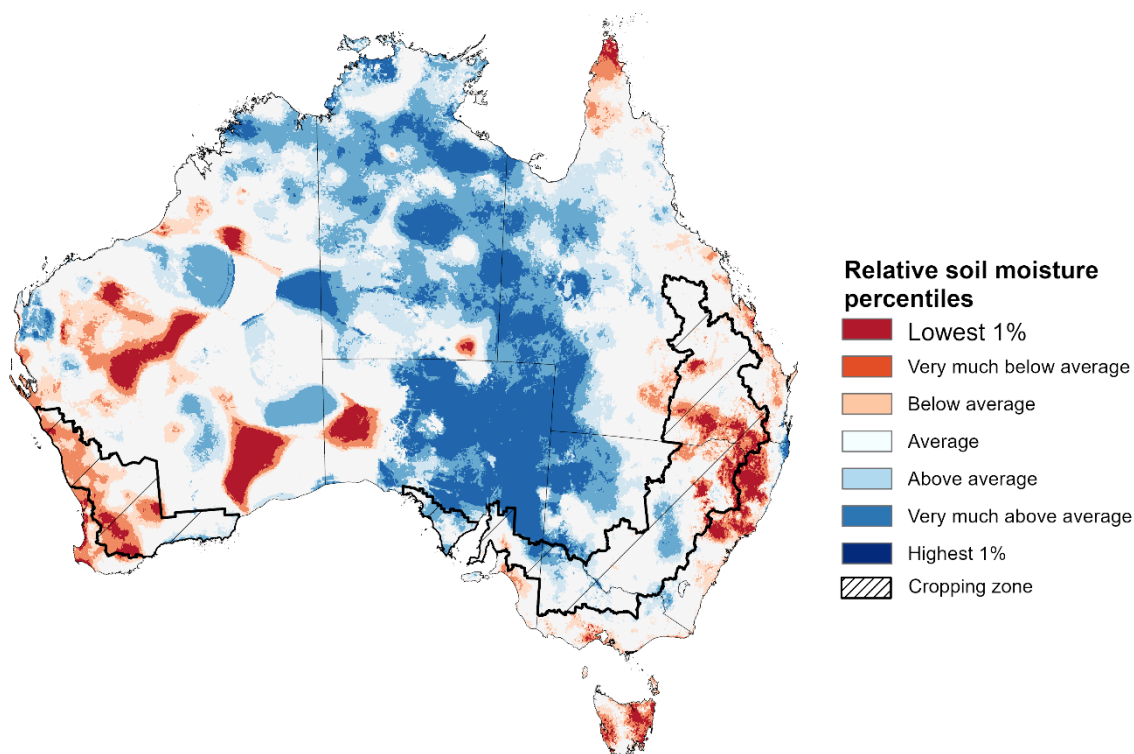 Relative soil moisture
percentiles
Lowest 1%
Very much below average
Below average
Average
Above average
Very much above average
Highest 1%
Cropping zone